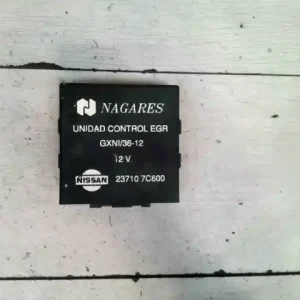 NAGARES
UNIDAD CONTROL EGR
GXNI/36-12
12 V
NISSAN 23710 7C600